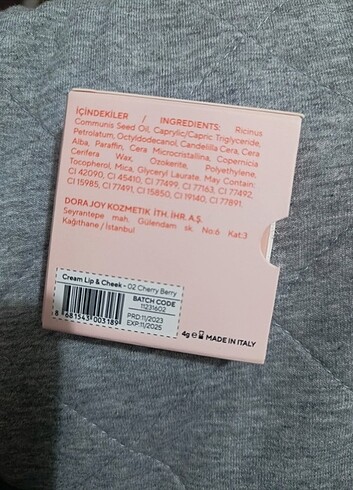 İÇİNDEKİLER / INGREDIENTS: Ricinus
Communis Seed Oil, Caprylic/Capric Triglyceride,
Petrolatum, Octyldodecanol, Candelilla Cera, Cera
Alba, Paraffin, Cera Microcristallina, Copernicia
Cerifera Wax, Ozokerite, Polyethylene,
Tocopherol, Mica, Glyceryl Laurate, May Contain:
CI 42090, CI 45410, CI 77499, CI 77163, CI 77492,
CI 15985, CI 77491, CI 15850, CI 19140, CI 77891
DORA JOY KOZMETİK İTH. İHR. A.Ş.
Seyrantepe mah. Gülendam sk. No:6 Kat:3
Kağıthane / İstanbul
Cream Lip & Cheek - 02 Cherry Berry
BATCH CODE
11231602
PRD:11/2023
EXP:11/2025
8 681343 003189
4g e MADE IN ITALY